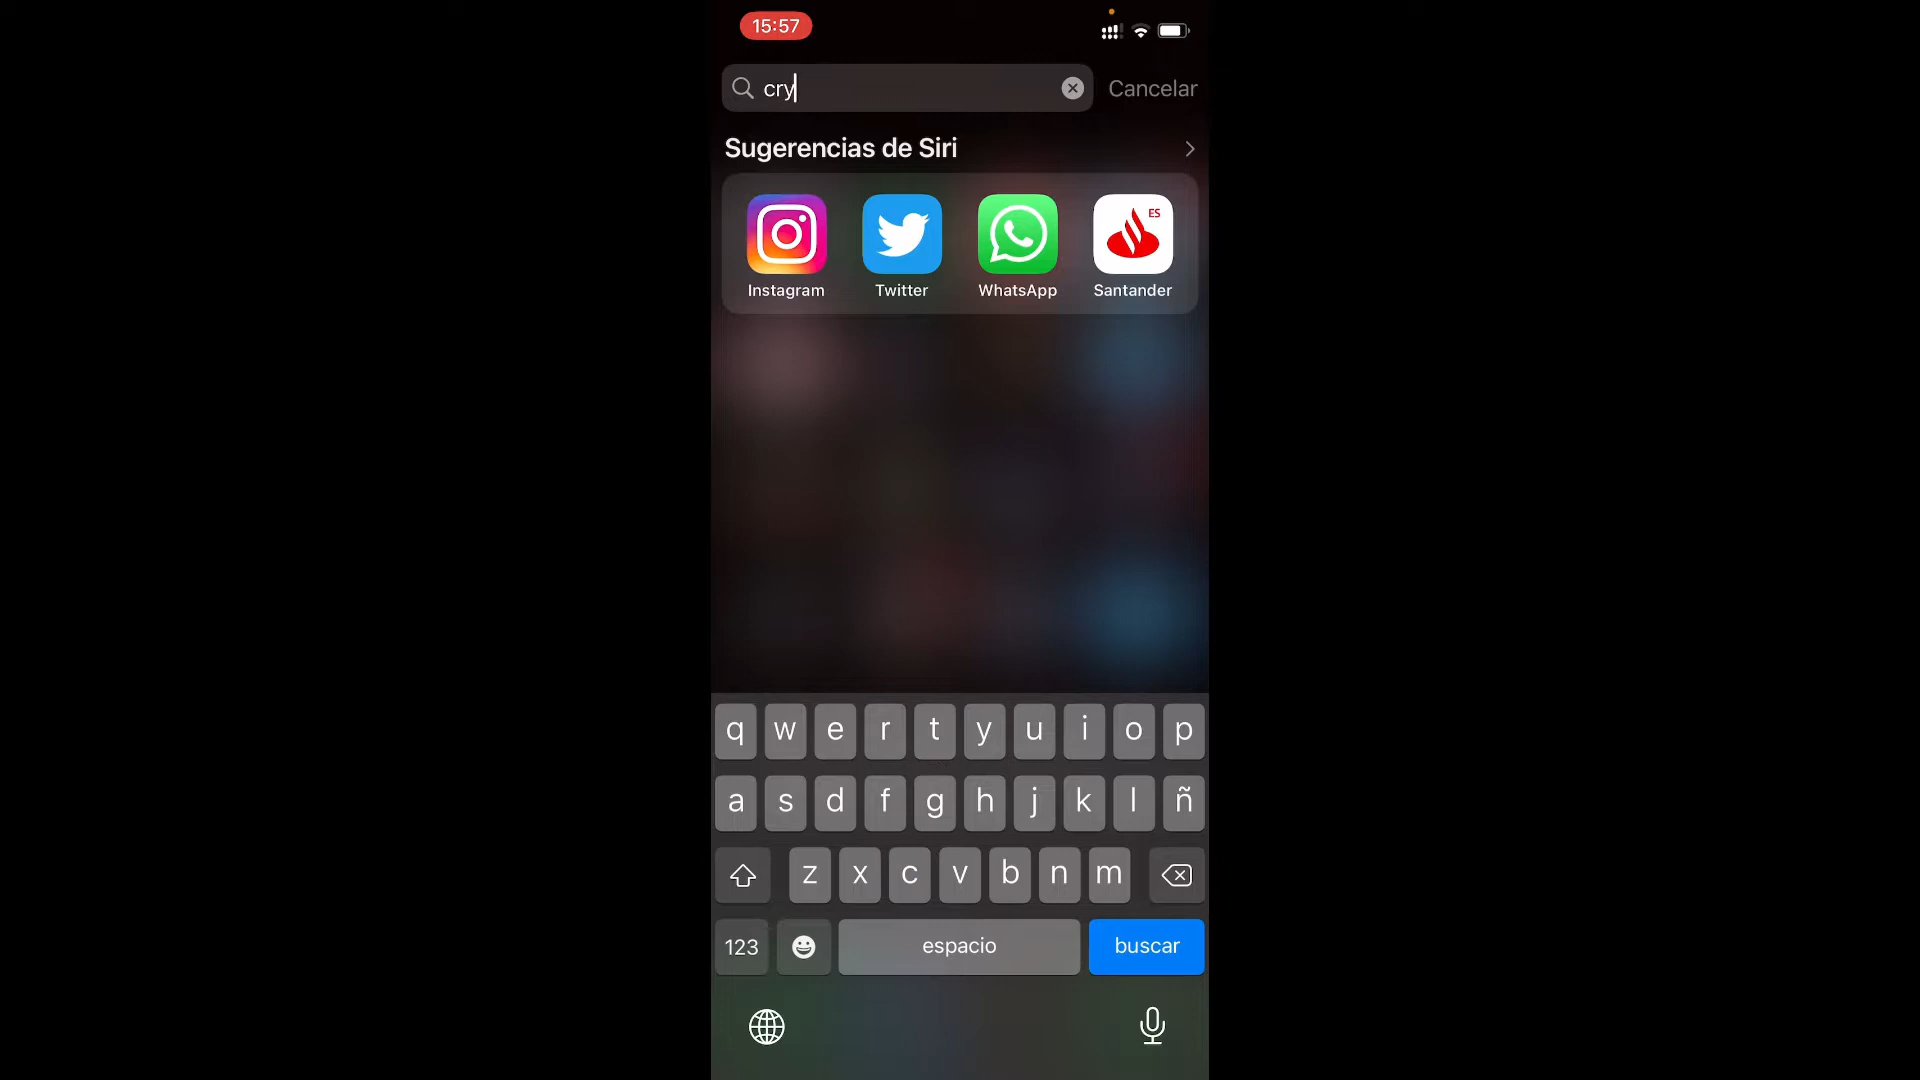 15:57
cry
Cancelar
Sugerencias de Siri
ES
Instagram
Twitter
WhatsApp
Santander
q w e r t y u i o p
a s d f g h j k l ñ
z x c v b n m
123
espacio
buscar